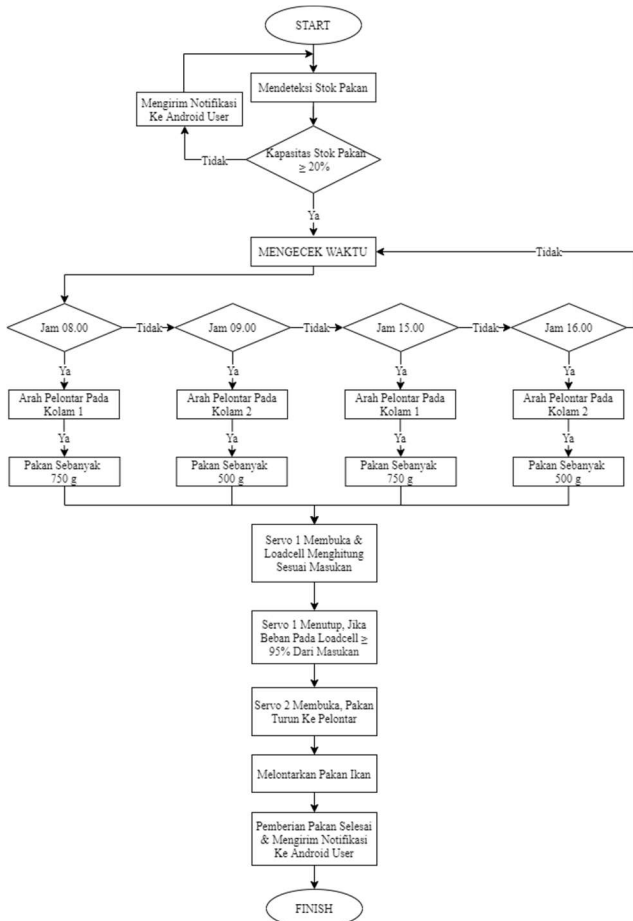 START
Mendeteksi Stok Pakan
Mengirim Notifikasi
Ke Android User
Tidak
Kapasitas Stok Pakan
≥ 20%
Ya
MENGECEK WAKTU
Tidak
Jam 08.00
Tidak
Jam 09.00
Tidak
Jam 15.00
Tidak
Jam 16.00
Ya
Ya
Ya
Ya
Arah Pelontar Pada
Kolam 1
Arah Pelontar Pada
Kolam 2
Arah Pelontar Pada
Kolam 1
Arah Pelontar Pada
Kolam 2
Ya
Ya
Ya
Ya
Pakan Sebanyak
750 g
Pakan Sebanyak
500 g
Pakan Sebanyak
750 g
Pakan Sebanyak
500 g
Servo 1 Membuka &
Loadcell Menghitung
Sesuai Masukan
Servo 1 Menutup, Jika
Beban Pada Loadcell ≥
95% Dari Masukan
Servo 2 Membuka, Pakan
Turun Ke Pelontar
Melontarkan Pakan Ikan
Pemberian Pakan Selesai
& Mengirim Notifikasi
Ke Android User
FINISH